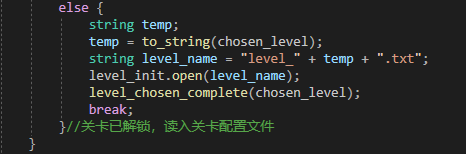 else {
string temp;
temp = to_string(chosen_level);
string level_name = "level_" + temp + ".txt";
level_init.open(level_name);
level_chosen_complete(chosen_level);
break;
}//关卡已解锁，读入关卡配置文件
}